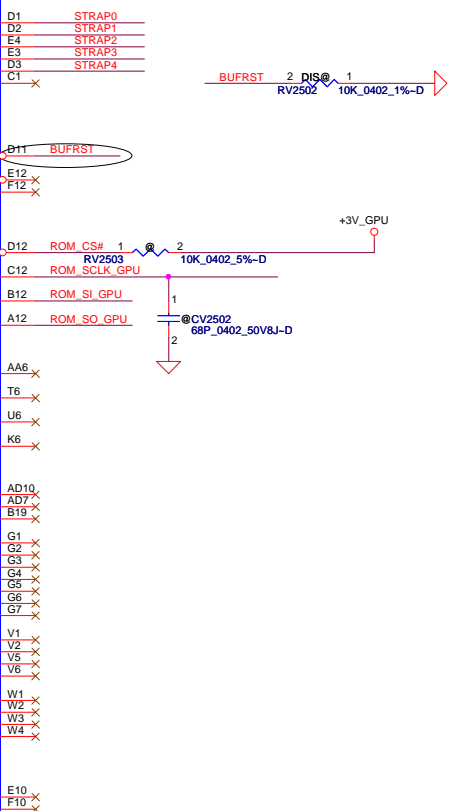 D1 STRAP0
D2 STRAP1
E4 STRAP2
E3 STRAP3
D3 STRAP4
C1
BUFRST 2 DIS@ 1
RV2502 10K_0402_1%~D
D11 BUFRST
E12
F12
+3V_GPU
D12 ROM_CS# 1 @ 2
RV2503 10K_0402_5%~D
C12 ROM_SCLK_GPU
B12 ROM_SI_GPU
1
A12 ROM_SO_GPU
@CV2502
68P_0402_50V8J~D
2
AA6
T6
U6
K6
AD10
AD7
B19
G1
G2
G3
G4
G5
G6
G7
V1
V2
V5
V6
W1
W2
W3
W4
E10
F10